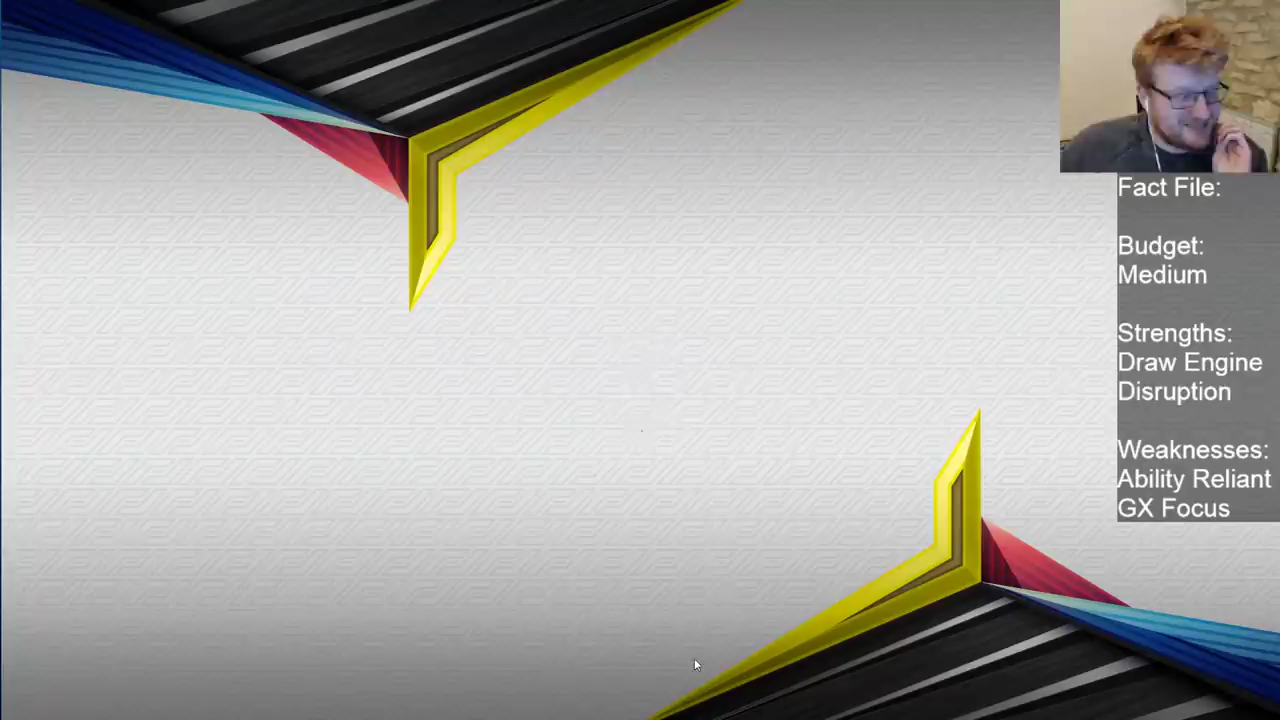 Fact File:
Budget:
Medium
Strengths:
Draw Engine
Disruption
Weaknesses:
Ability Reliant
GX Focus